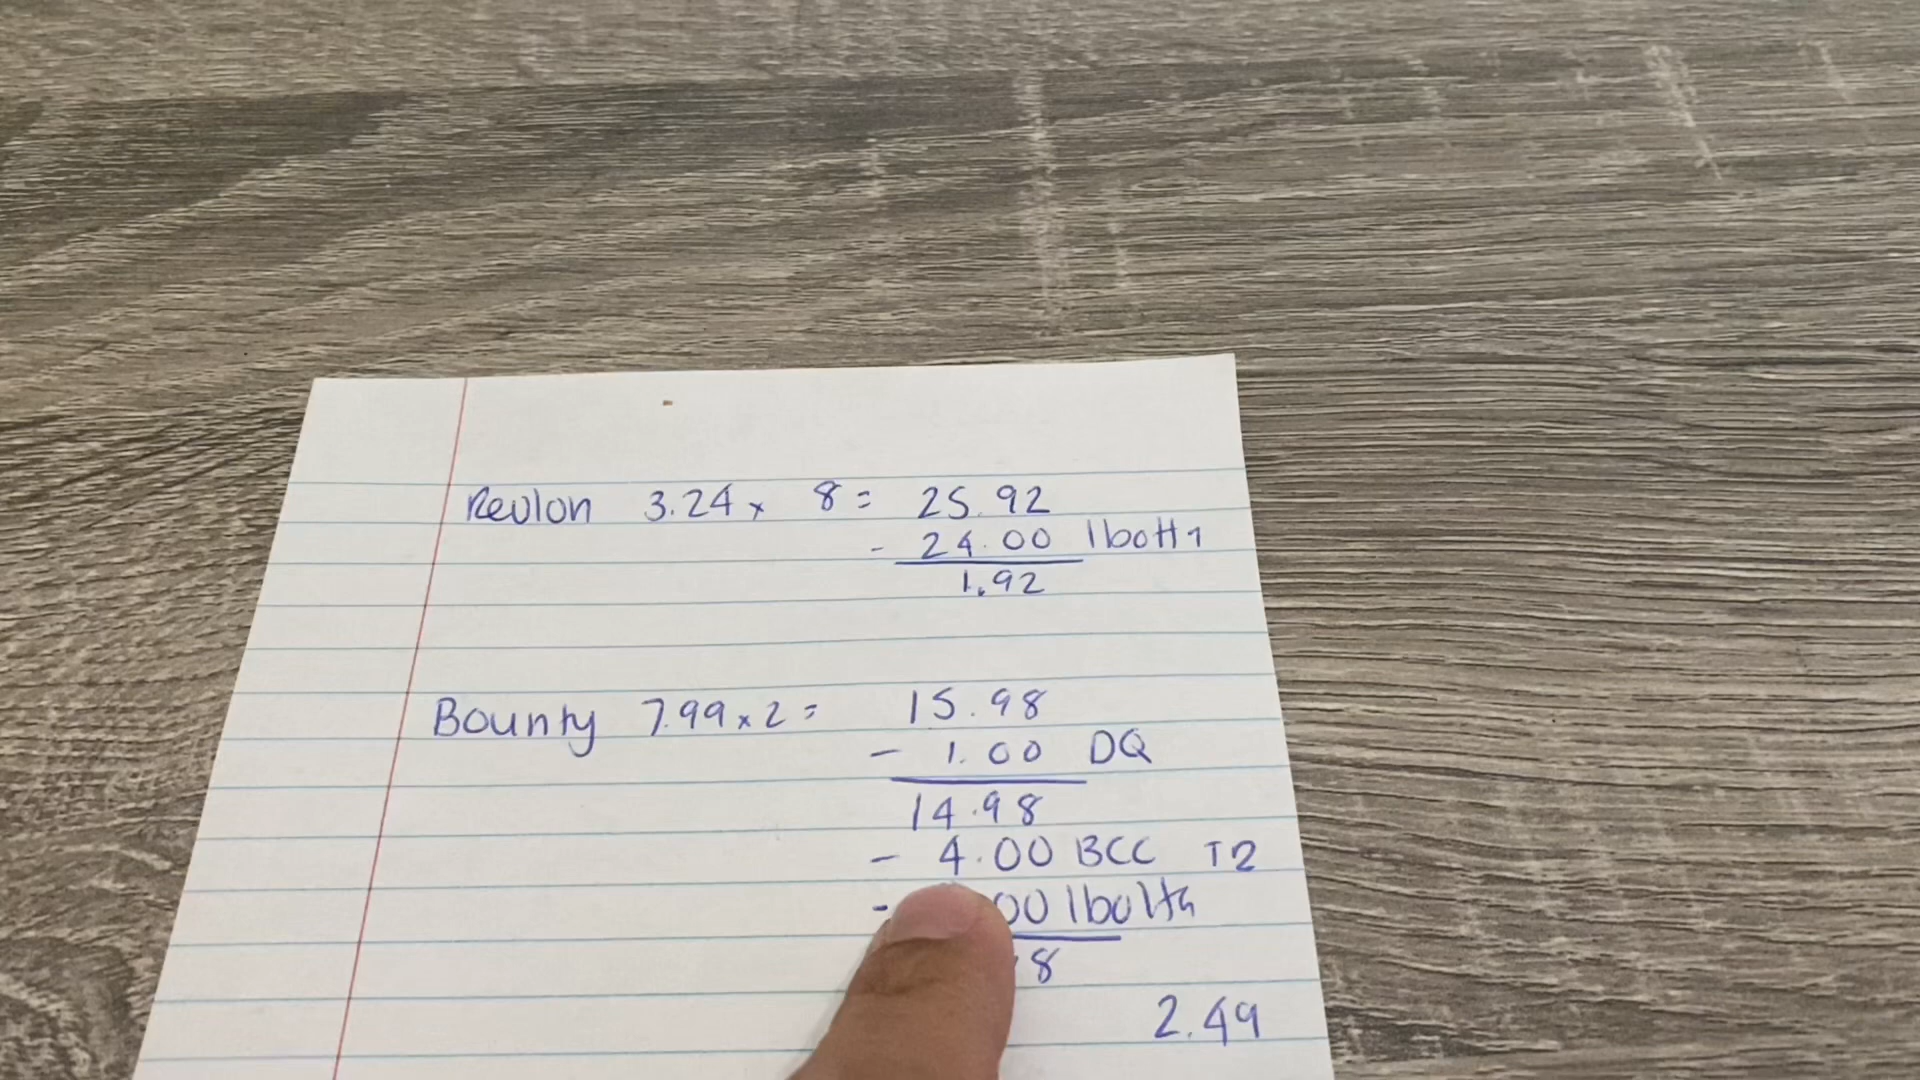 Revlon 3.24 x 8 = 25.92
- 24.00 Ibotta
1.92
Bounty 7.99 x 2 = 15.98
- 1.00 DQ
14.98
- 4.00 BCC T2
- 00 Ibotta
8
2.49